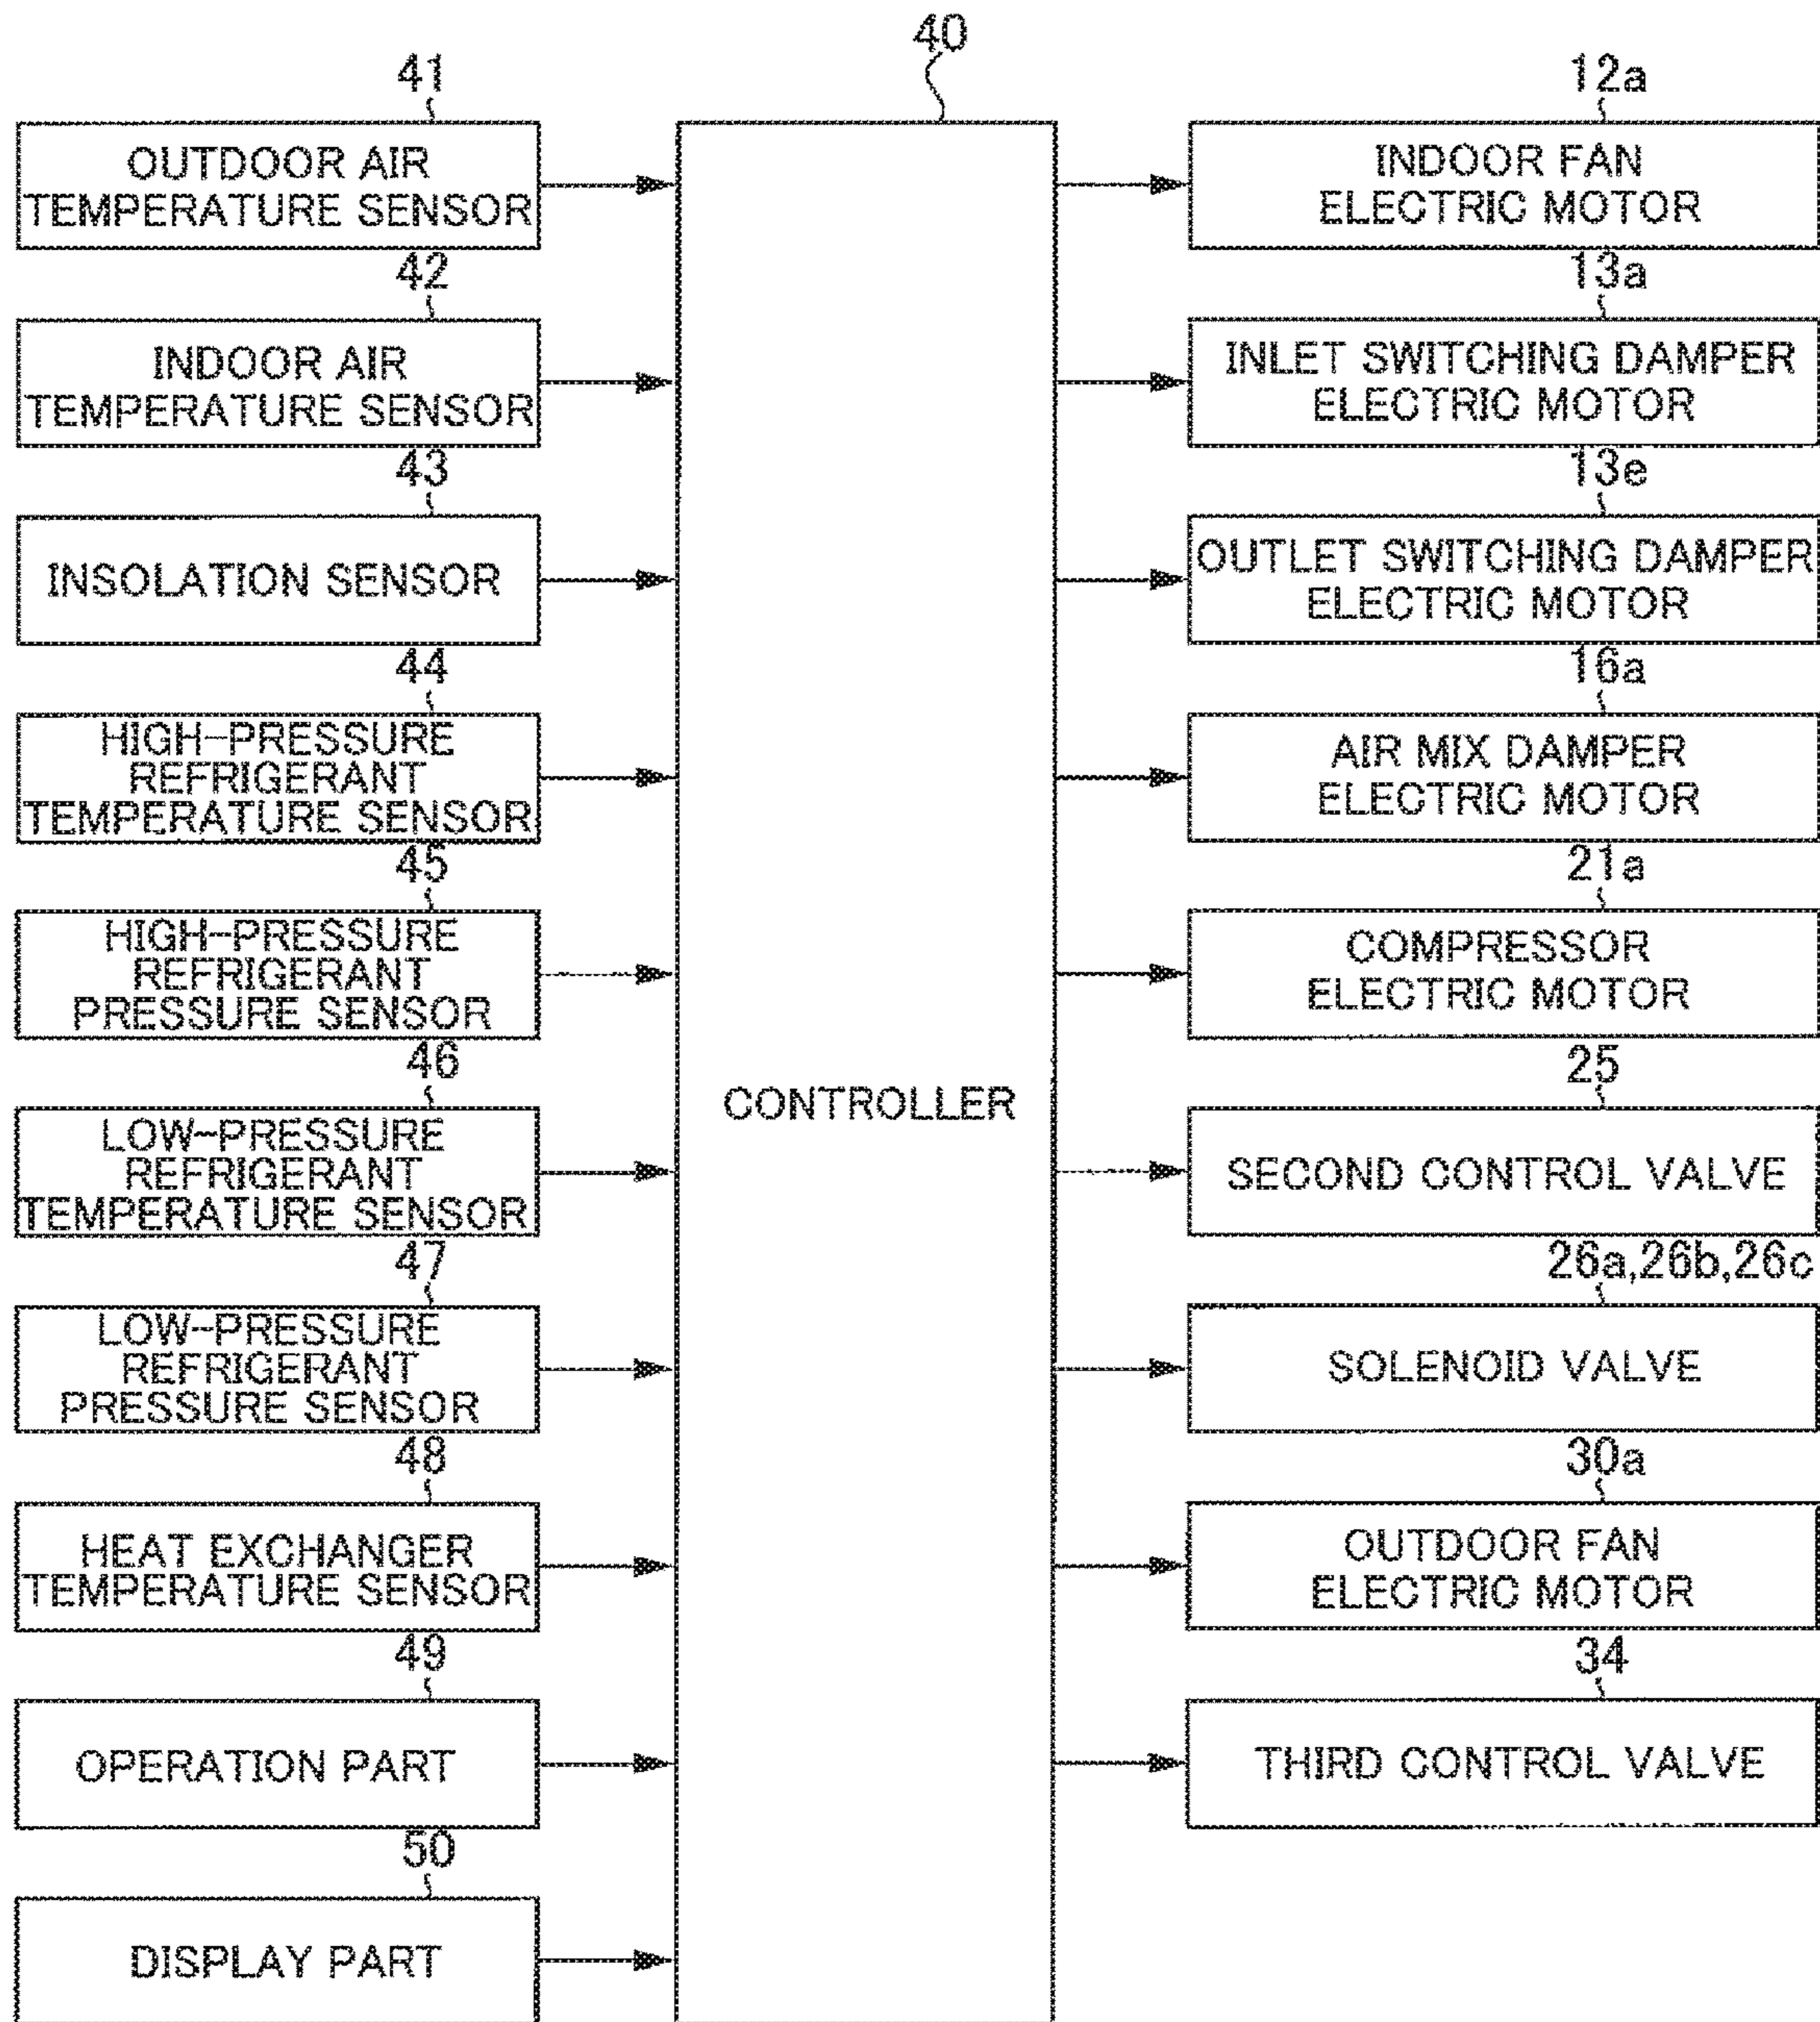 40
41
OUTDOOR AIR
TEMPERATURE SENSOR
42
INDOOR AIR
TEMPERATURE SENSOR
43
INSOLATION SENSOR
44
HIGH-PRESSURE
REFRIGERANT
TEMPERATURE SENSOR
45
HIGH-PRESSURE
REFRIGERANT
PRESSURE SENSOR
46
LOW-PRESSURE
REFRIGERANT
TEMPERATURE SENSOR
47
LOW-PRESSURE
REFRIGERANT
PRESSURE SENSOR
48
HEAT EXCHANGER
TEMPERATURE SENSOR
49
OPERATION PART
50
DISPLAY PART
CONTROLLER
12a
INDOOR FAN
ELECTRIC MOTOR
13a
INLET SWITCHING DAMPER
ELECTRIC MOTOR
13e
OUTLET SWITCHING DAMPER
ELECTRIC MOTOR
16a
AIR MIX DAMPER
ELECTRIC MOTOR
21a
COMPRESSOR
ELECTRIC MOTOR
25
SECOND CONTROL VALVE
26a,26b,26c
SOLENOID VALVE
30a
OUTDOOR FAN
ELECTRIC MOTOR
34
THIRD CONTROL VALVE